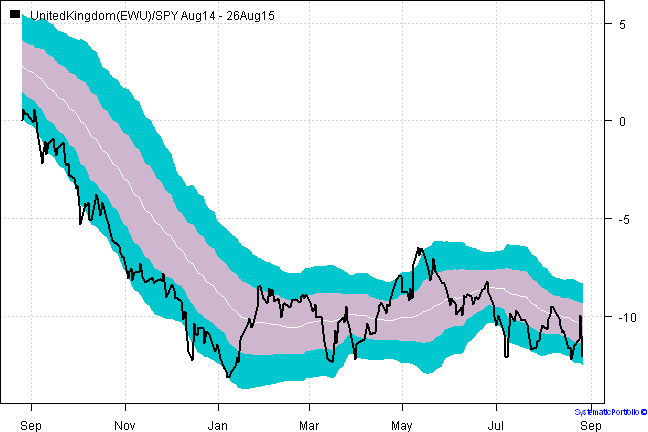 UnitedKingdom(EWU)/SPY Aug14 - 26Aug15
5
0
-5
-10
SystematicPortfolio ©
Sep Nov Jan Mar May Jul Sep